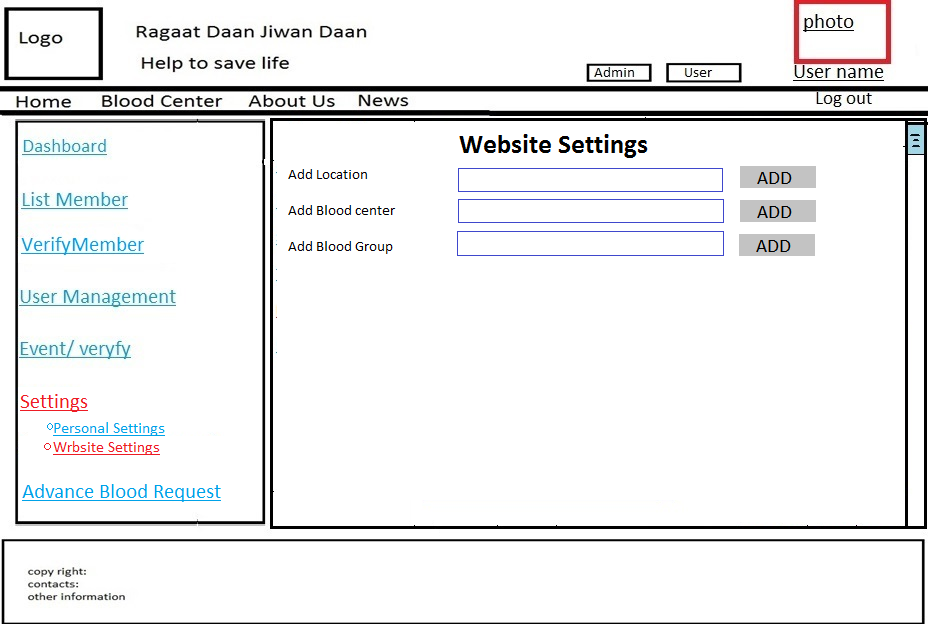 Logo
Ragaat Daan Jiwan Daan
Help to save life
Admin
User
photo
User name
Home
Blood Center
About Us
News
Log out
Dashboard
List Member
VerifyMember
User Management
Event/ veryfy
Settings
Personal Settings
Wrbsite Settings
Advance Blood Request
Website Settings
Add Location
ADD
Add Blood center
ADD
Add Blood Group
ADD
copy right:
contacts:
other information